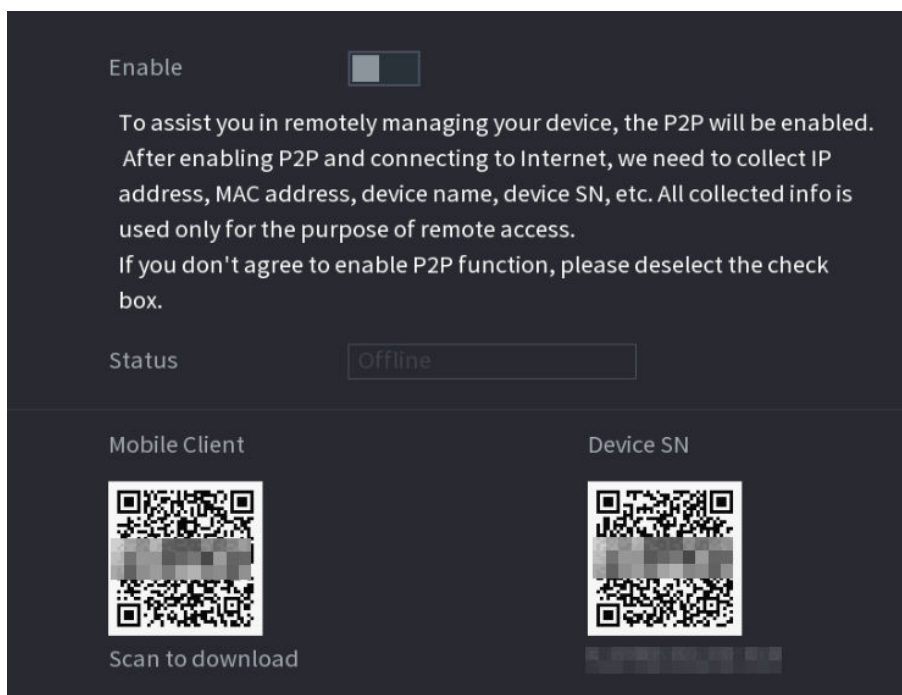 Enable
To assist you in remotely managing your device, the P2P will be enabled.
After enabling P2P and connecting to Internet, we need to collect IP
address, MAC address, device name, device SN, etc. All collected info is
used only for the purpose of remote access.
If you don't agree to enable P2P function, please deselect the check
box.
Status Offline
Mobile Client Device SN
Scan to download